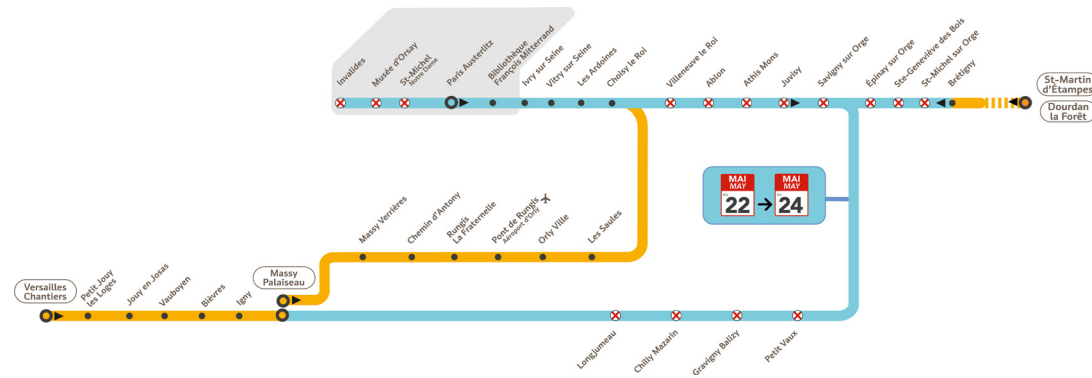 Invalides
Musée d'Orsay
St-Michel
Notre Dame
Paris Austerlitz
Bibliothèque
François Mitterrand
Ivry sur Seine
Vitry sur Seine
Les Ardoines
Choisy le Roi
Villeneuve le Roi
Ablon
Athis Mons
Juvisy
Savigny sur Orge
Épinay sur Orge
Ste-Geneviève des Bois
St-Michel sur Orge
Brétigny
St-Martin
d'Étampes
Dourdan
la Forêt
MAI
MAY
22
MAI
MAY
24
Massy Verrières
Chemin d'Antony
Rungis
La Fraternelle
Pont de Rungis
Aéroport d'Orly
Orly Ville
Les Saules
Massy
Palaiseau
Versailles
Chantiers
Petit Jouy
les Loges
Jouy en Josas
Vauboyen
Bièvres
Igny
Longjumeau
Chilly Mazarin
Gravigny Balizy
Petit Vaux